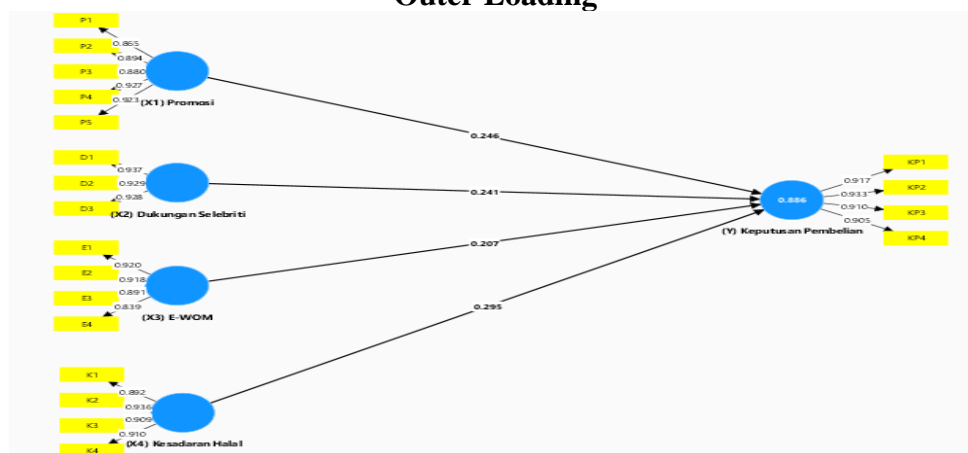 Outer Loading
P1
P2
P3
P4
P5
0.865
0.894
0.880
0.927
0.923
(X1) Promosi
0.246
D1
D2
D3
0.937
0.929
0.928
(X2) Dukungan Selebriti
0.241
E1
E2
E3
E4
0.920
0.918
0.891
0.839
(X3) E-WOM
0.207
K1
K2
K3
K4
0.892
0.936
0.909
0.910
(X4) Kesadaran Halal
0.295
0.886
(Y) Keputusan Pembelian
0.917
0.933
0.910
0.905
KP1
KP2
KP3
KP4